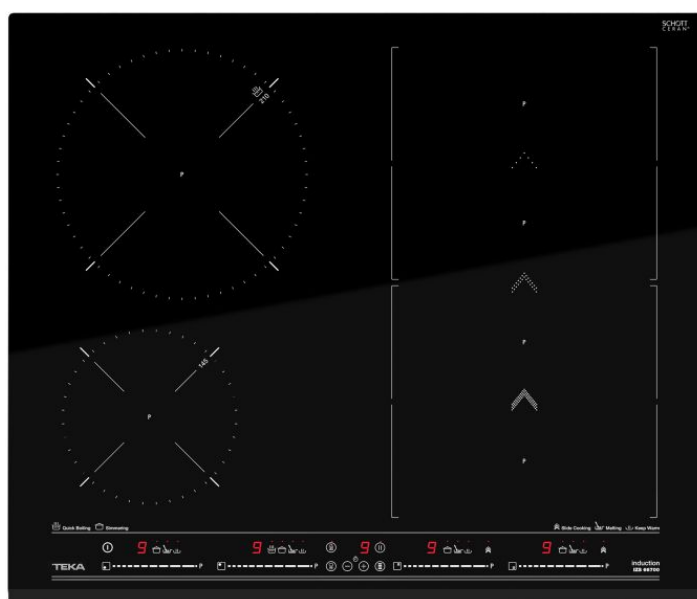 SCHOTT
CERAN®
210
P
P
P
145
P
P
P
Quick Boiling Simmering Slide Cooking Melting Keep Warm
9 9 9 9 9
TEKA P P P P
induction
IZS 66700